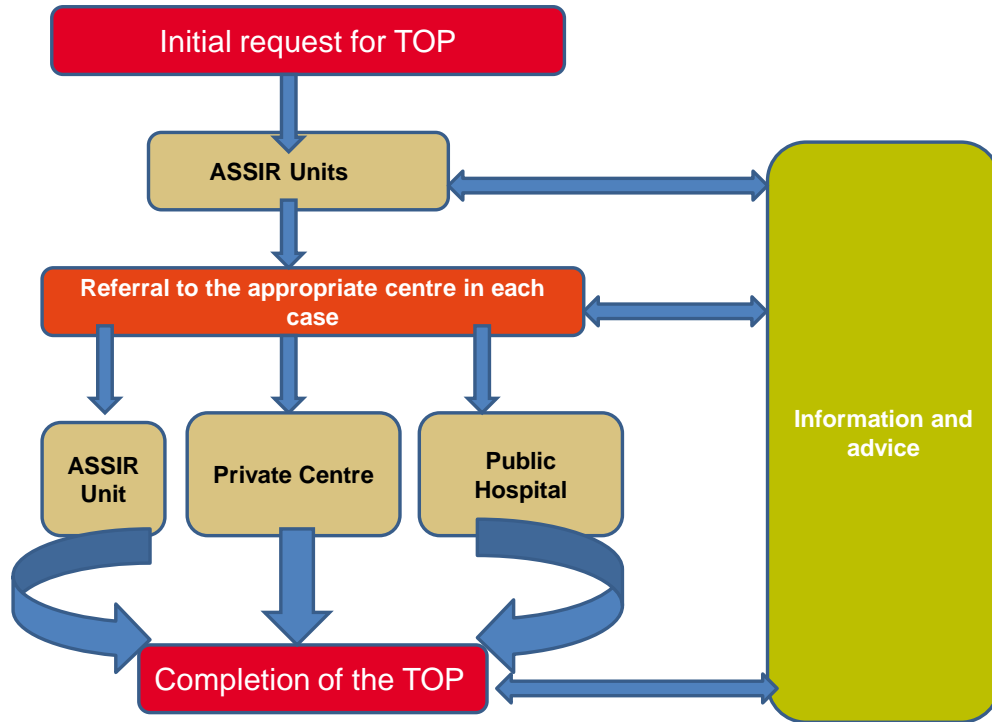 Initial request for TOP
ASSIR Units
Referral to the appropriate centre in each
case
ASSIR
Unit
Private Centre
Public
Hospital
Information and
advice
Completion of the TOP